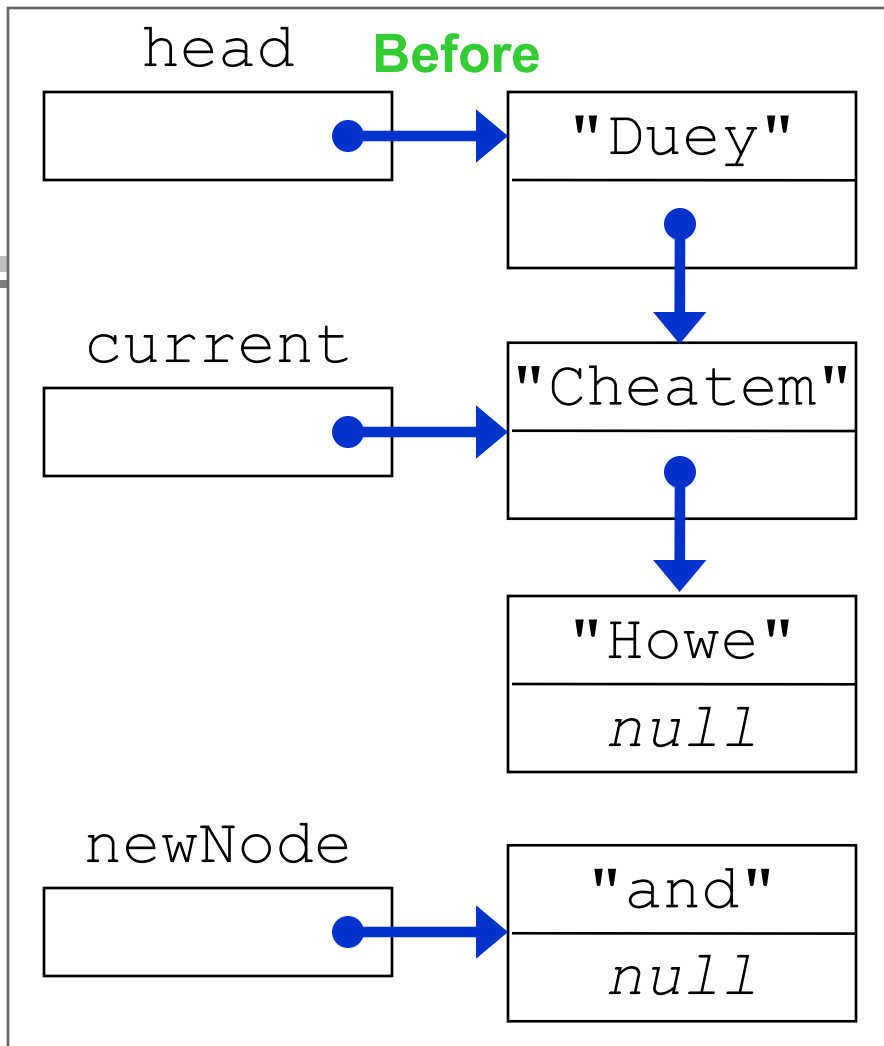 head
Before
"Duey"
current
"Cheatem"
"Howe"
null
newNode
"and"
null